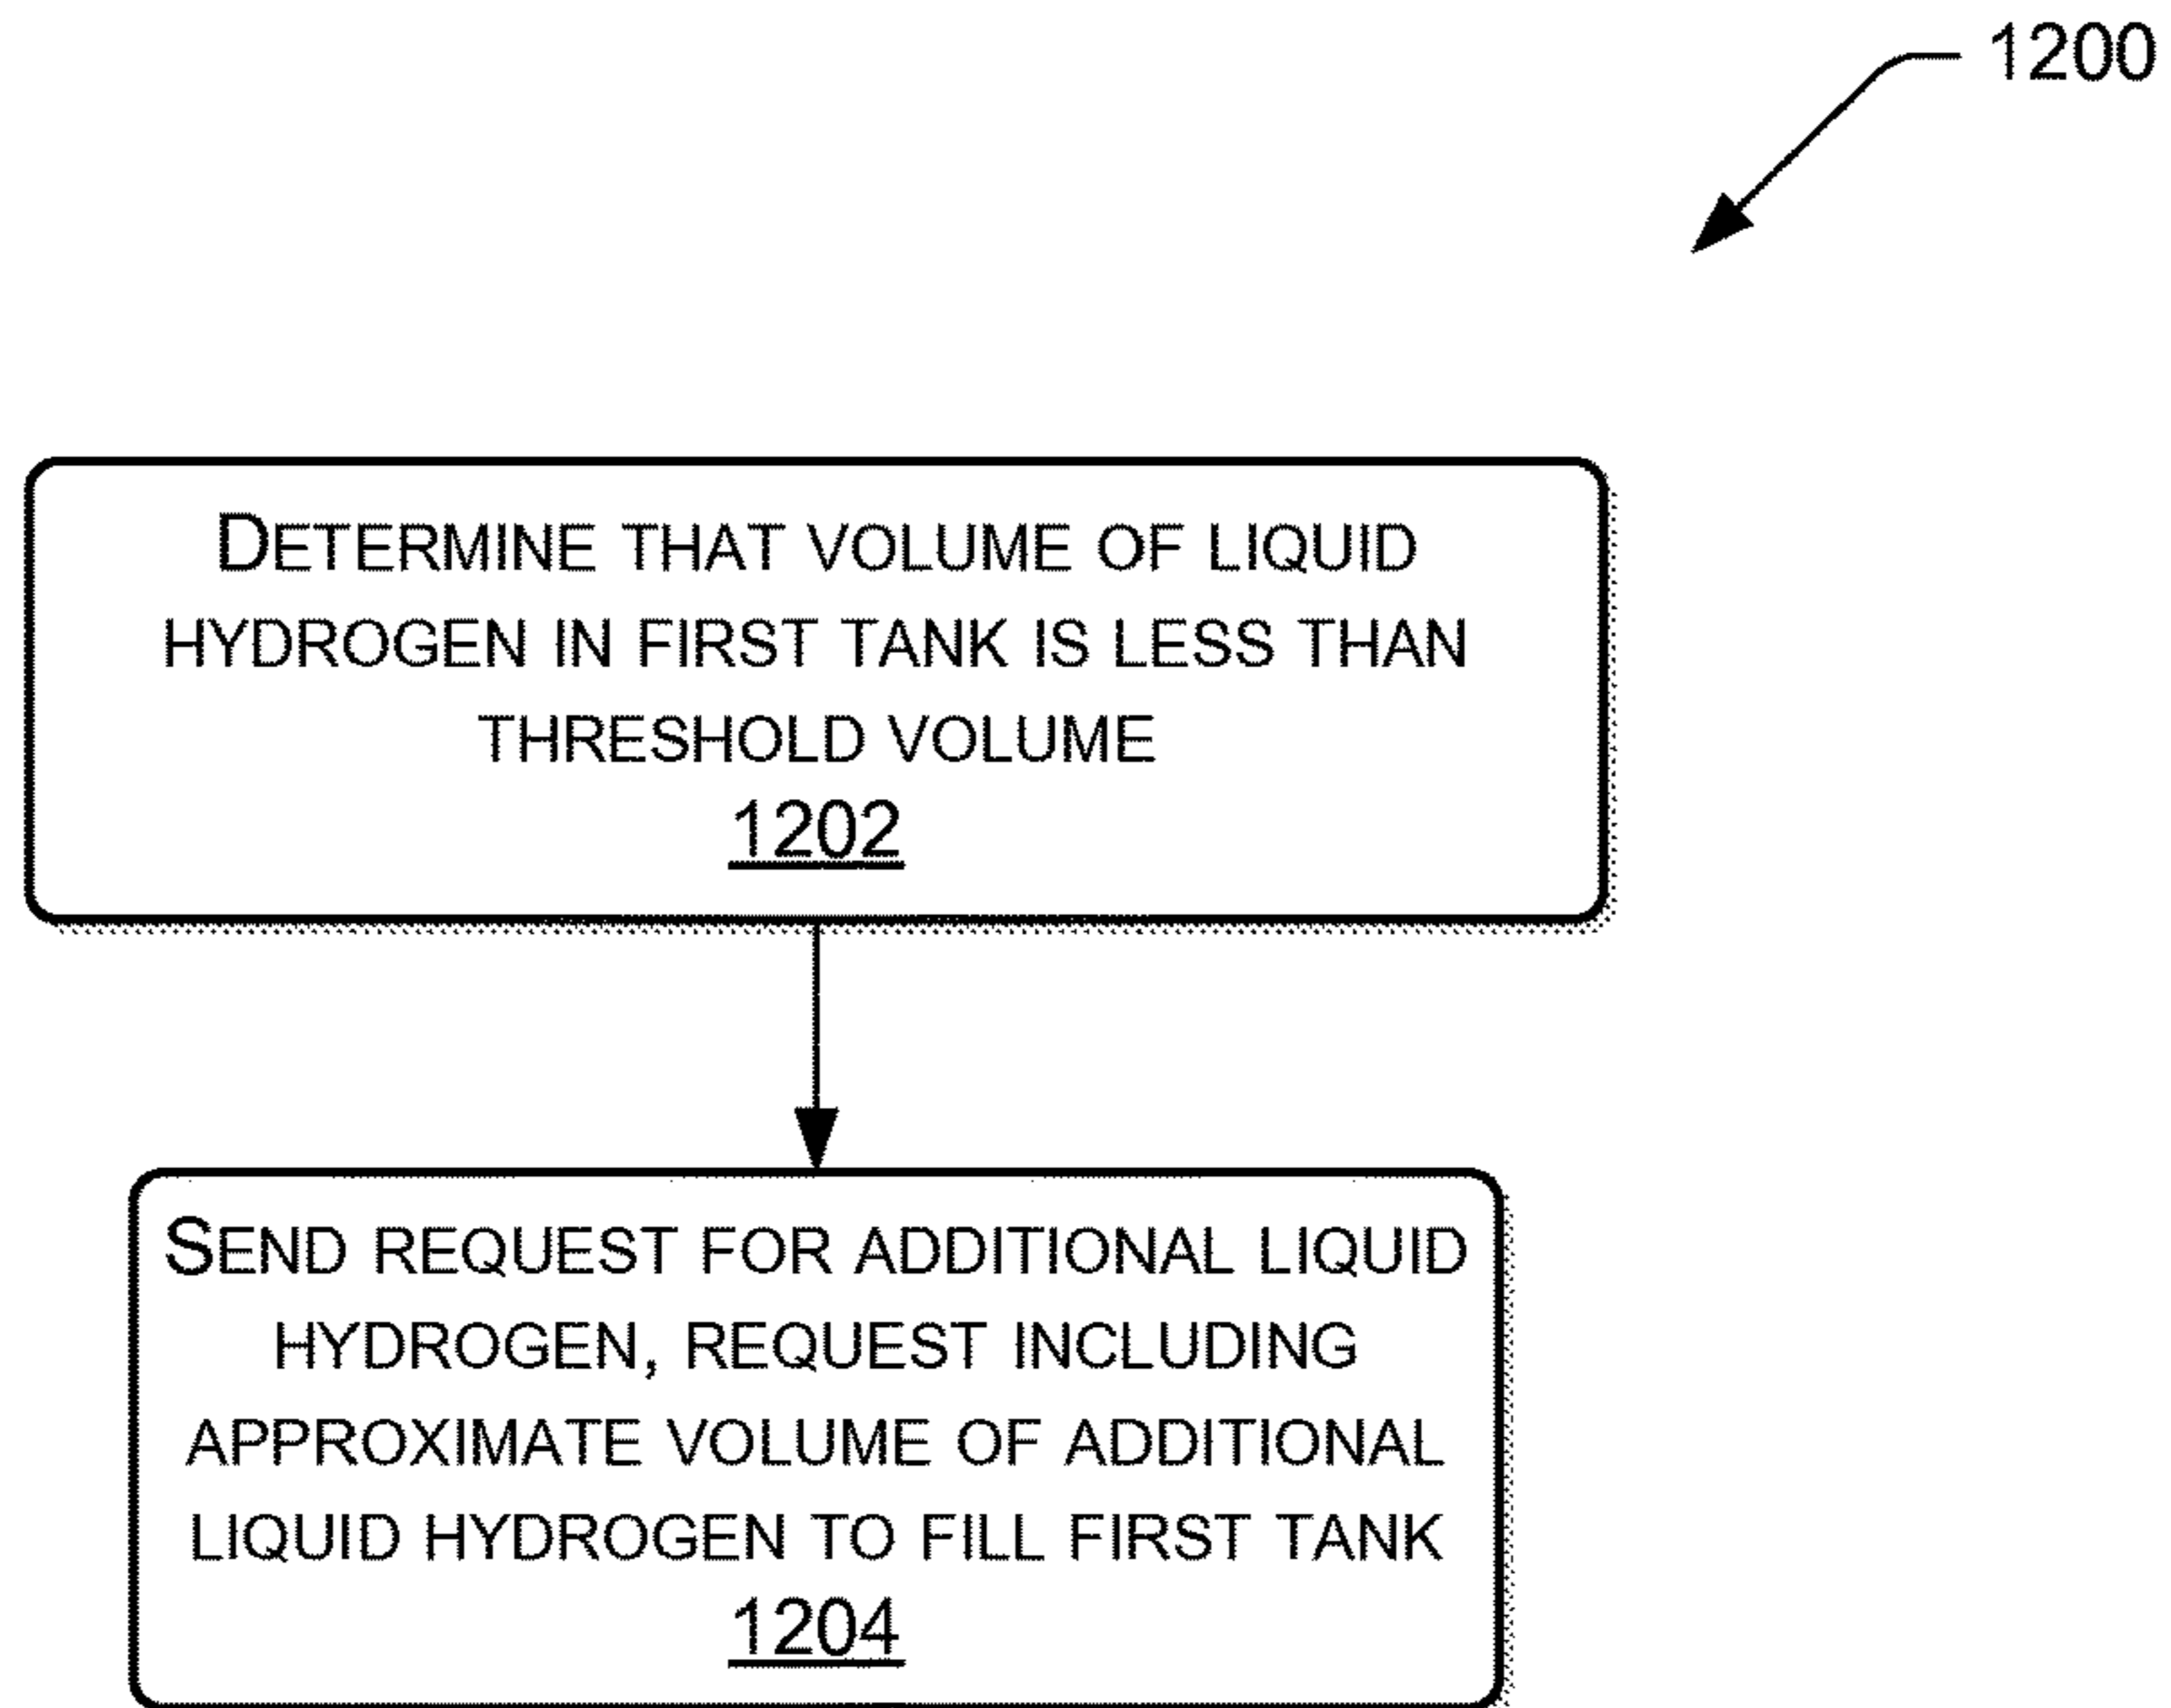 1200
DETERMINE THAT VOLUME OF LIQUID
HYDROGEN IN FIRST TANK IS LESS THAN
THRESHOLD VOLUME
1202
SEND REQUEST FOR ADDITIONAL LIQUID
HYDROGEN, REQUEST INCLUDING
APPROXIMATE VOLUME OF ADDITIONAL
LIQUID HYDROGEN TO FILL FIRST TANK
1204